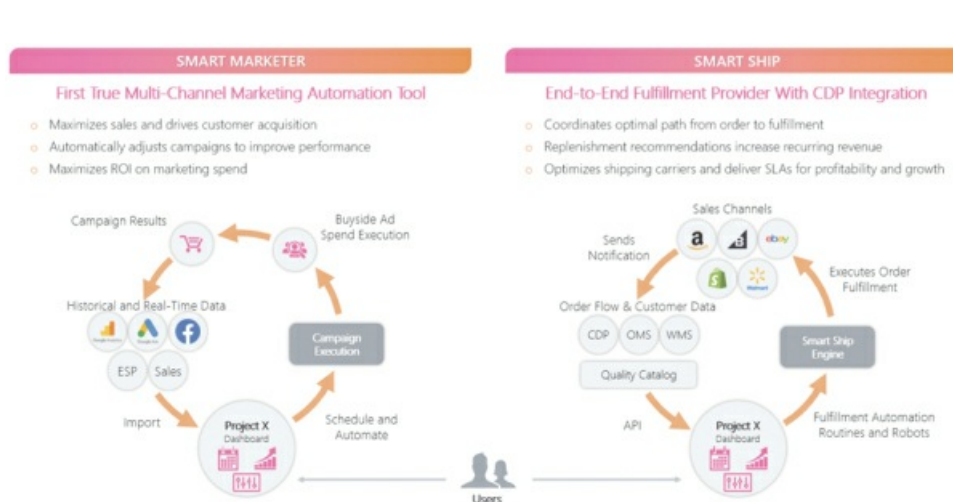 SMART MARKETER
First True Multi-Channel Marketing Automation Tool
Maximizes sales and drives customer acquisition
Automatically adjusts campaigns to improve performance
Maximizes ROI on marketing spend
Campaign Results
Buyside Ad
Spend Execution
Historical and Real-Time Data
Google Analytics
Google Ads
ESP
Sales
Campaign
Execution
Import
Schedule and
Automate
Project X
Dashboard
SMART SHIP
End-to-End Fulfillment Provider With CDP Integration
Coordinates optimal path from order to fulfillment
Replenishment recommendations increase recurring revenue
Optimizes shipping carriers and deliver SLAs for profitability and growth
Sales Channels
a
B
ebay
Walmart
Sends
Notification
Executes Order
Fulfillment
Order Flow & Customer Data
CDP
OMS
WMS
Quality Catalog
Smart Ship
Engine
API
Fulfillment Automation
Routines and Robots
Project X
Dashboard
Users